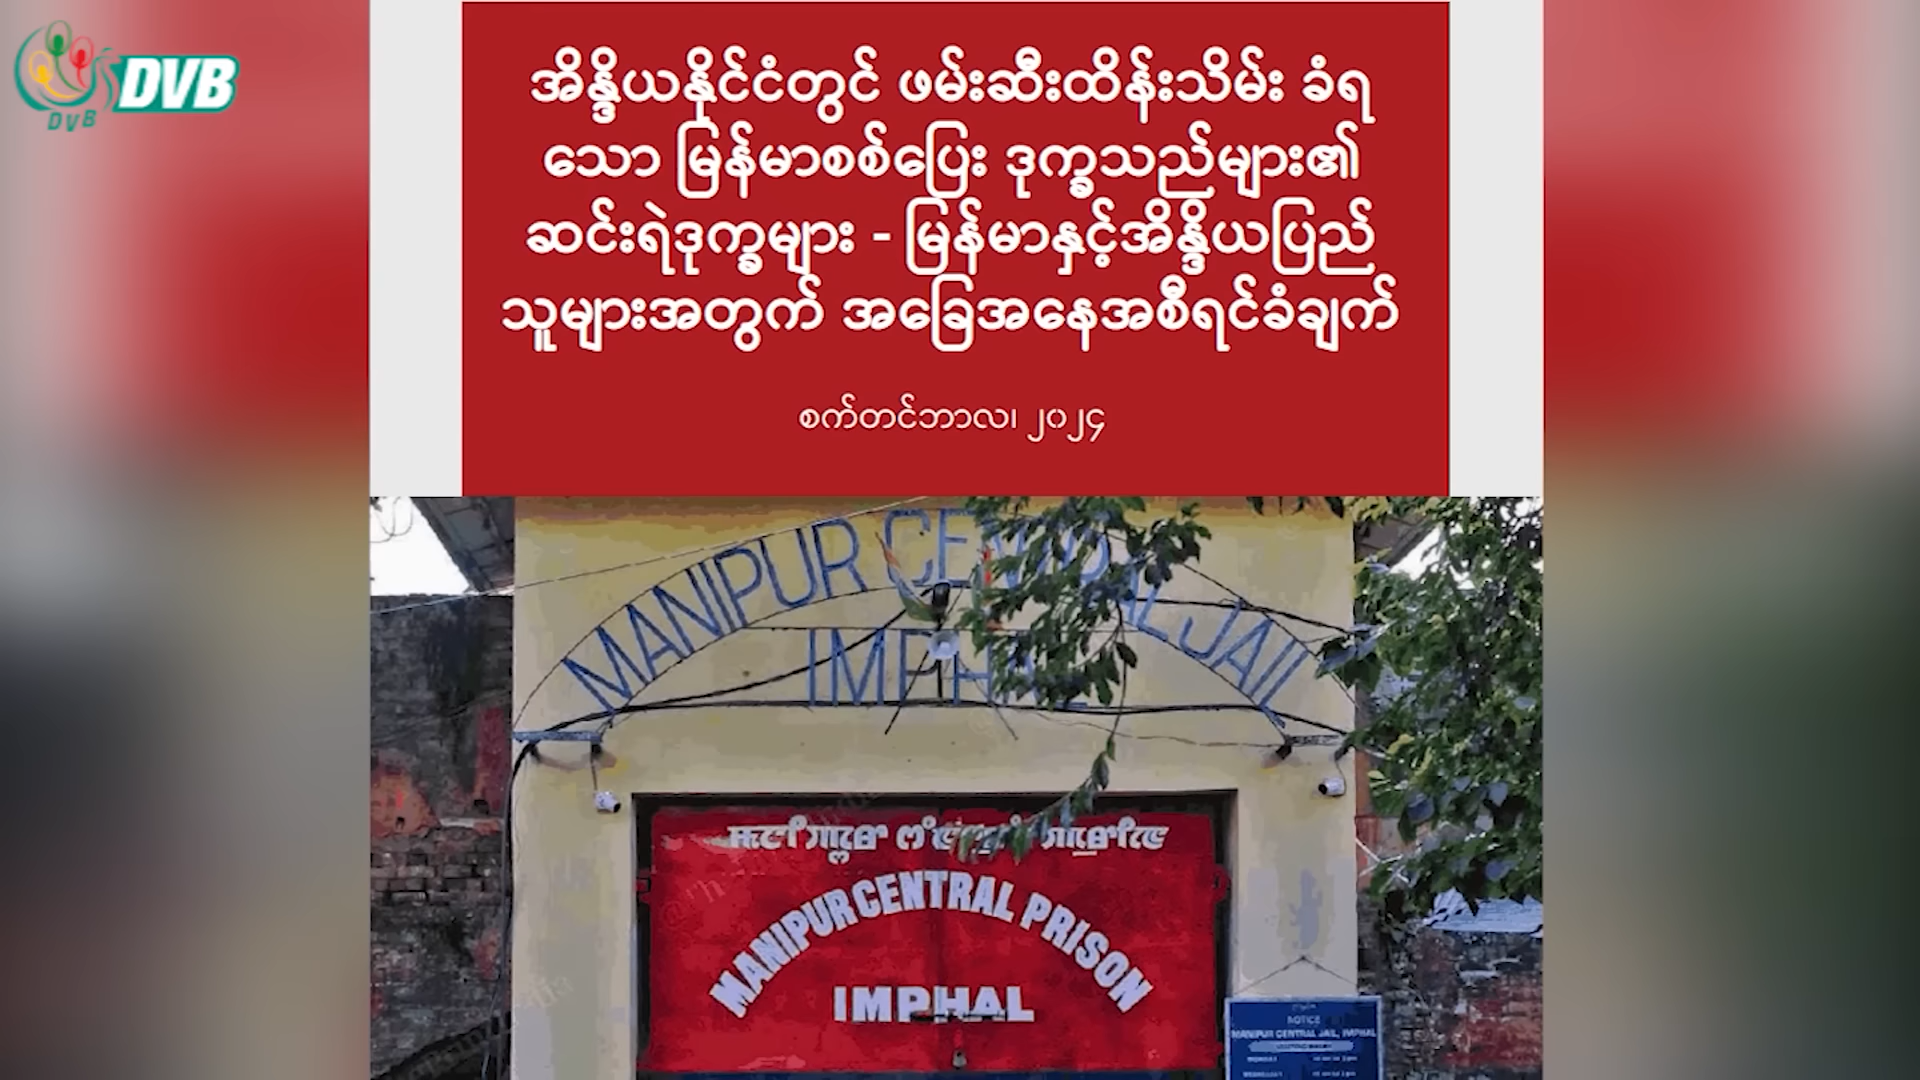 DVB
DVB
အိန္ဒိယနိုင်ငံတွင် ဖမ်းဆီးထိန်းသိမ်း ခံရ
သော မြန်မာစစ်ပြေး ဒုက္ခသည်များ၏
ဆင်းရဲဒုက္ခများ - မြန်မာနှင့်အိန္ဒိယပြည်
သူများအတွက် အခြေအနေအစီရင်ခံချက်
စက်တင်ဘာလ၊ ၂၀၂၄
MANIPUR CENTRAL JAIL
IMPHAL
MANIPUR CENTRAL PRISON
IMPHAL
NOTICE
MANIPUR CENTRAL JAIL, IMPHAL